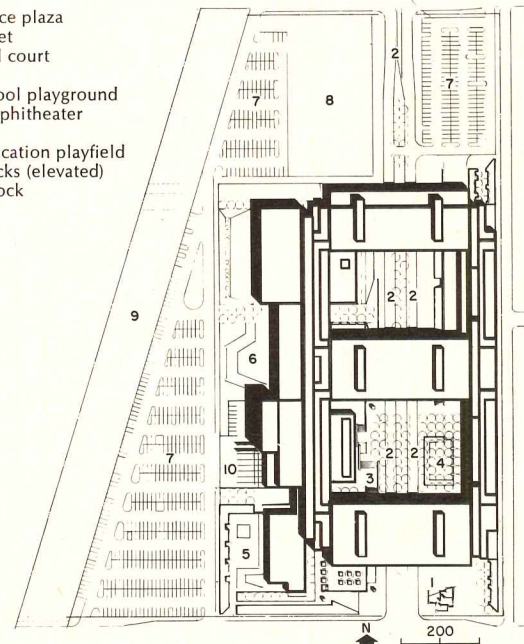 ce plaza
et
l court
ool playground
phitheater
cation playfield
cks (elevated)
ock
2
7
7
8
9
2
2
6
7
10
2
2
3
4
5
N
200